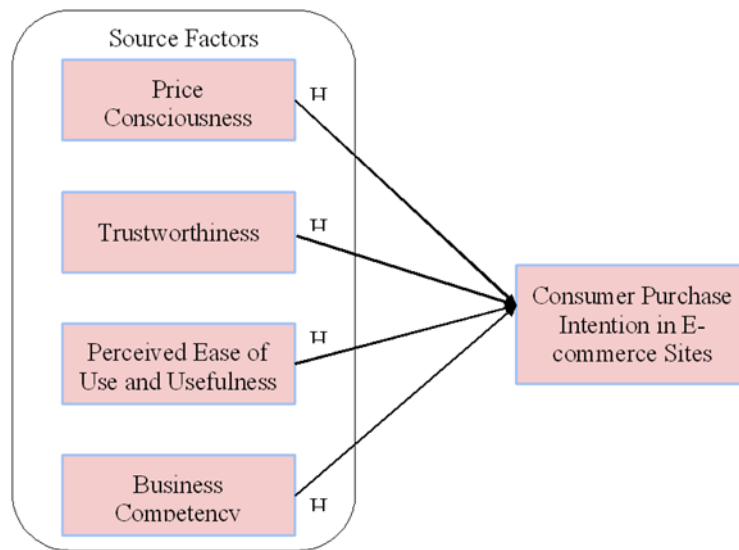 Source Factors
Price
Consciousness
H
Trustworthiness
H
Perceived Ease of
Use and Usefulness
H
Business
Competency
H
Consumer Purchase
Intention in E-
commerce Sites